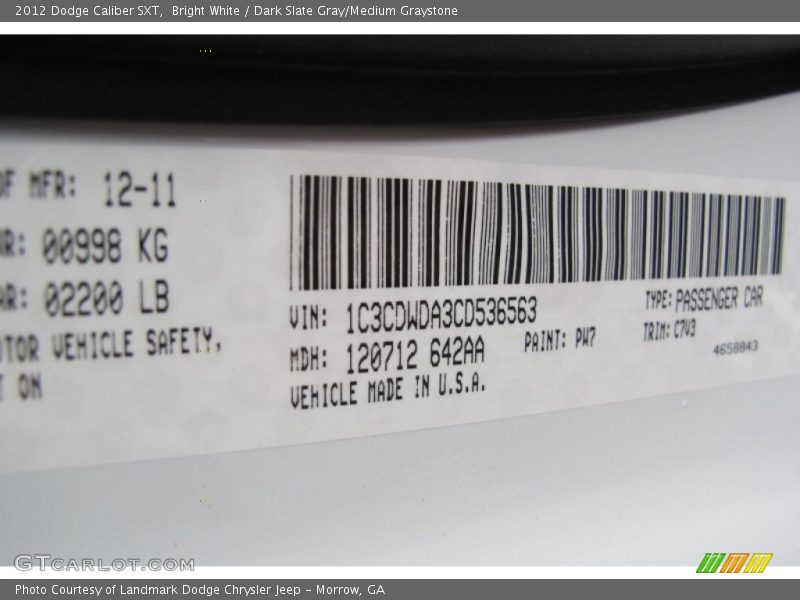 2012 Dodge Caliber SXT, Bright White / Dark Slate Gray/Medium Graystone
OF MFR: 12-11
00998 KG
02200 LB
VEHICLE SAFETY,
ON
VIN: 1C3CDWDA3CD536563
TYPE: PASSENGER CAR
MDH: 120712 642AA
PAINT: PW7
TRIM: C7V3
VEHICLE MADE IN U.S.A.
4658843
GTCARLOT.COM
Photo Courtesy of Landmark Dodge Chrysler Jeep - Morrow, GA